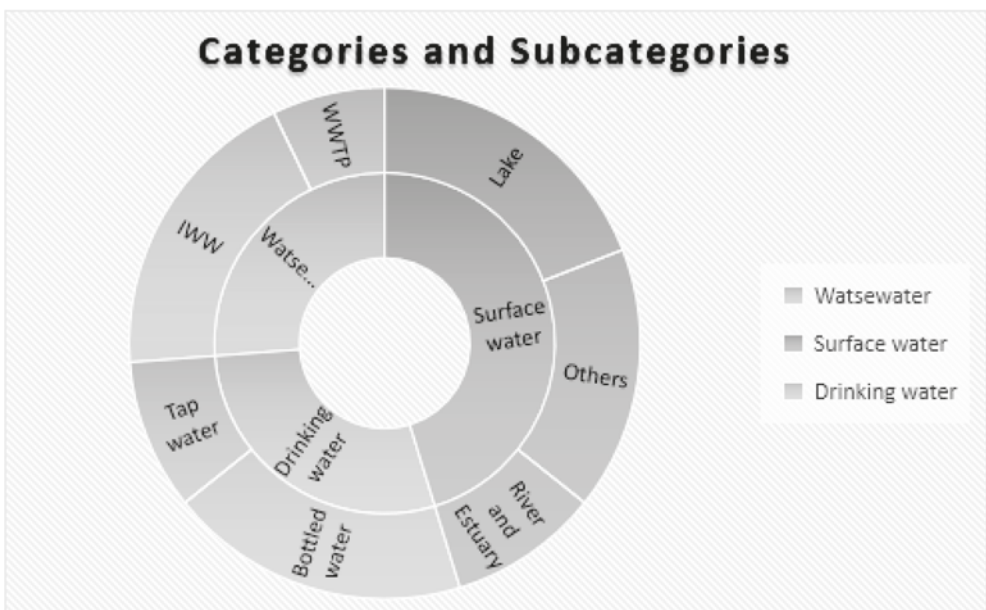 Categories and Subcategories
WWTP
Lake
IWW
Watse...
Surface
water
Others
Tap
water
Drinking
water
River
and
Estuary
Bottled
water
Watsewater
Surface water
Drinking water